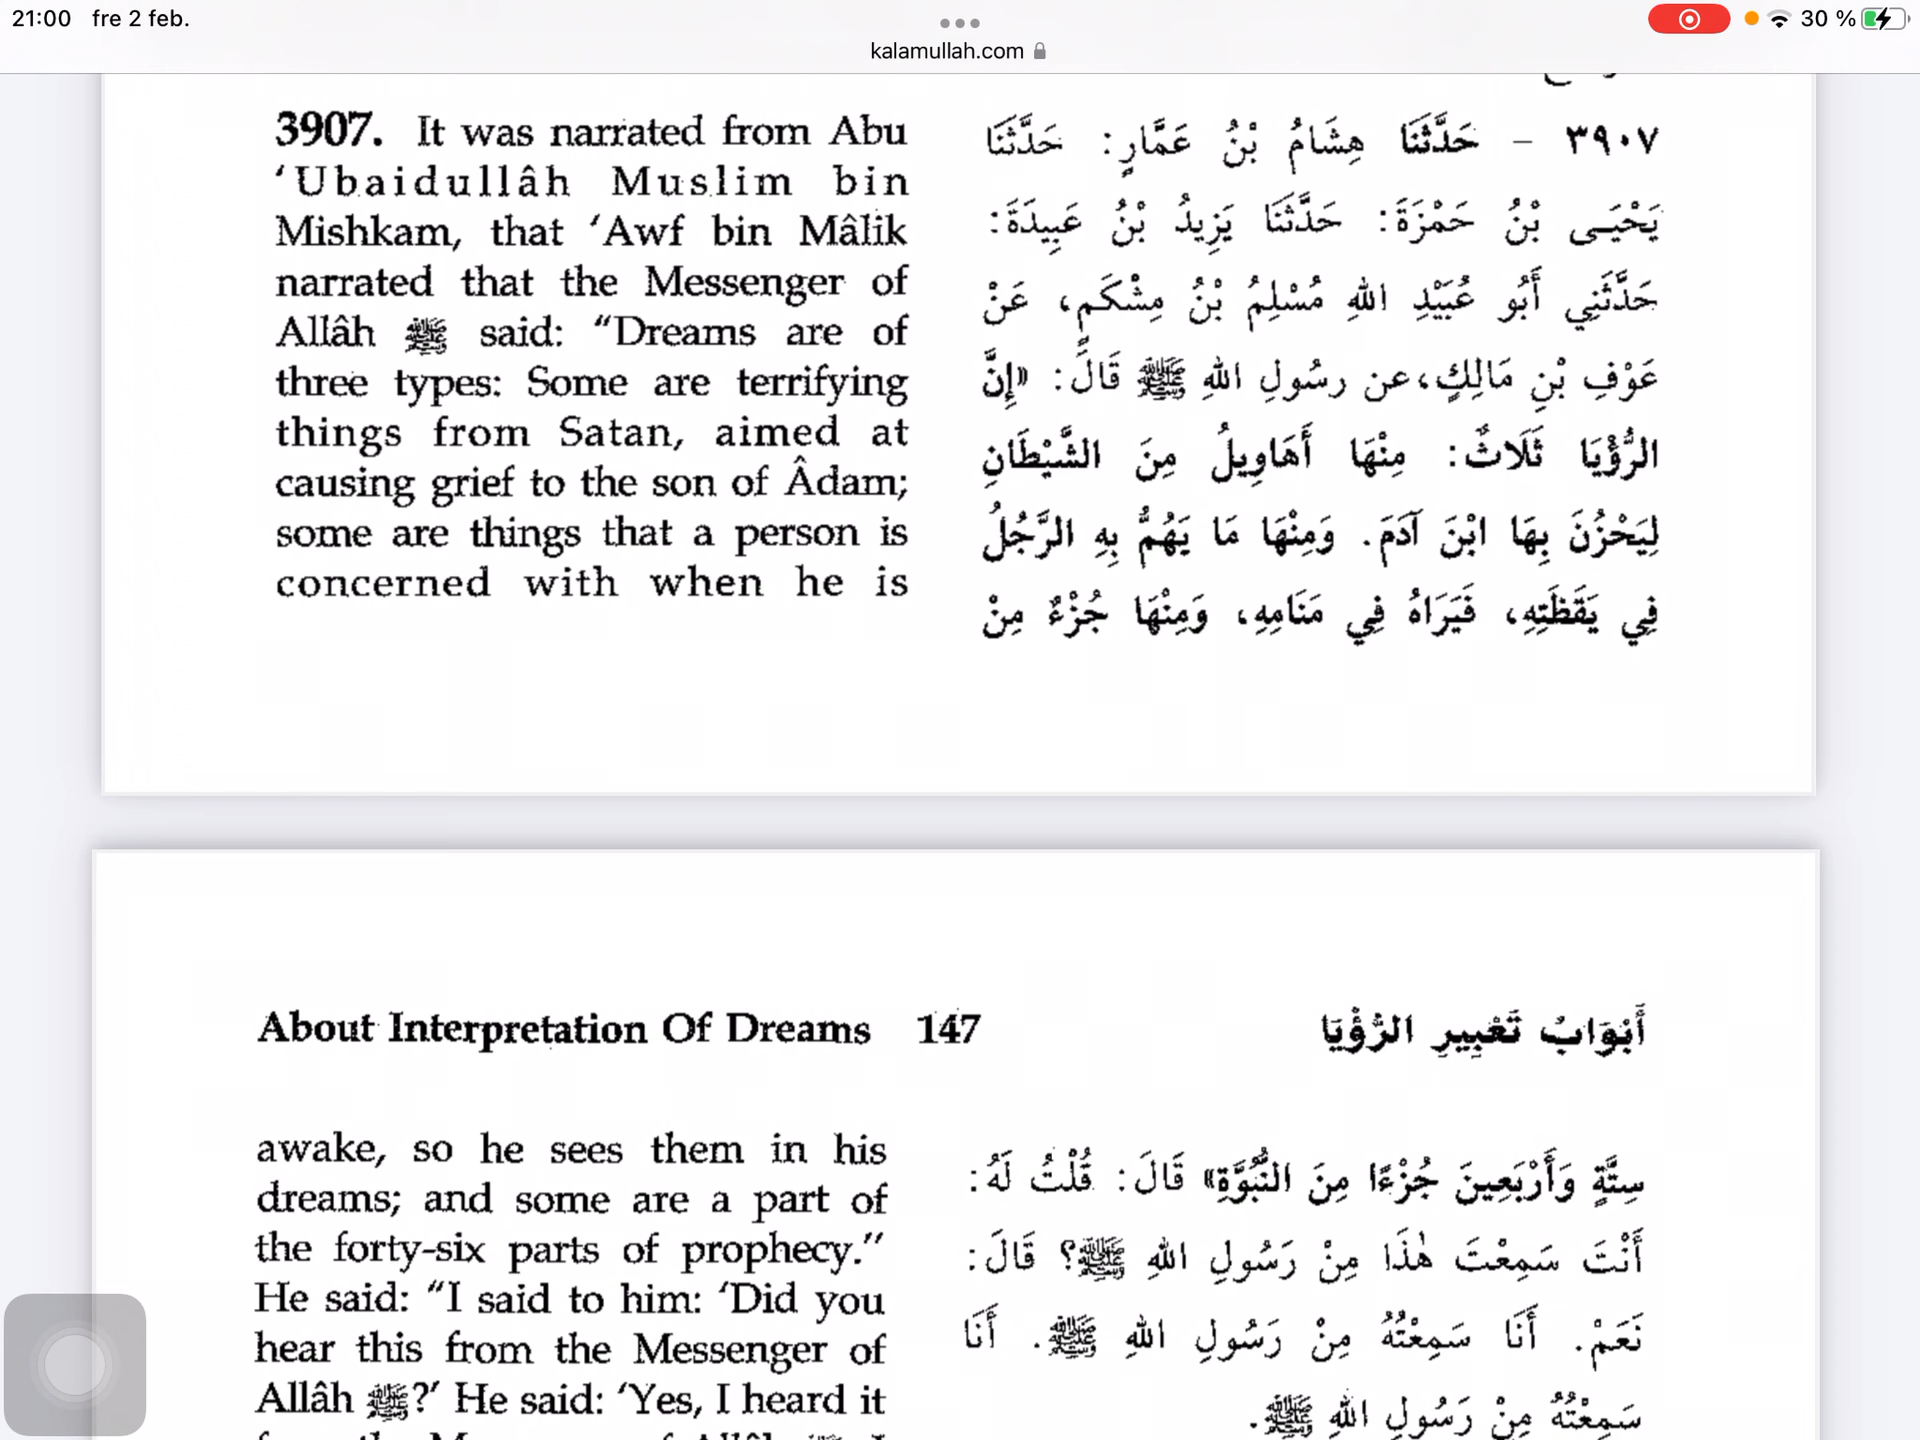 21:00 fre 2 feb.
30 %
kalamullah.com
3907. It was narrated from Abu
‘Ubaidullâh Muslim bin
Mishkam, that ‘Awf bin Mâlik
narrated that the Messenger of
Allâh ﷺ said: “Dreams are of
three types: Some are terrifying
things from Satan, aimed at
causing grief to the son of Âdam;
some are things that a person is
concerned with when he is
٣٩٠٧ – حَدَّثَنَا هِشَامُ بْنُ عَمَّارٍ: حَدَّثَنَا
يَحْيَى بْنُ حَمْزَةَ: حَدَّثَنَا يَزِيدُ بْنُ عَبِيدَةَ:
حَدَّثَنِي أَبُو عُبَيْدِ اللهِ مُسْلِمُ بْنُ مِشْكَمٍ، عَنْ
عَوْفِ بْنِ مَالِكٍ، عن رسُولِ اللهِ ﷺ قَالَ: «إِنَّ
الرُّؤْيَا ثَلَاثٌ: مِنْهَا أَهَاوِيلُ مِنَ الشَّيْطَانِ
لِيَحْزُنَ بِهَا ابْنَ آدَمَ. وَمِنْهَا مَا يَهُمُّ بِهِ الرَّجُلُ
فِي يَقَظَتِهِ، فَيَرَاهُ فِي مَنَامِهِ، وَمِنْهَا جُزْءٌ مِنْ
About Interpretation Of Dreams 147 أَبْوَابُ تَعْبِيرِ الرُّؤْيَا
awake, so he sees them in his
dreams; and some are a part of
the forty-six parts of prophecy.”
He said: “I said to him: ‘Did you
hear this from the Messenger of
Allâh ﷺ?’ He said: ‘Yes, I heard it
سِتَّةٍ وَأَرْبَعِينَ جُزْءًا مِنَ النُّبُوَّةِ» قَالَ: قُلْتُ لَهُ:
أَنْتَ سَمِعْتَ هٰذَا مِنْ رَسُولِ اللهِ ﷺ؟ قَالَ:
نَعَمْ. أَنَا سَمِعْتُهُ مِنْ رَسُولِ اللهِ ﷺ. أَنَا
سَمِعْتُهُ مِنْ رَسُولِ اللهِ ﷺ.